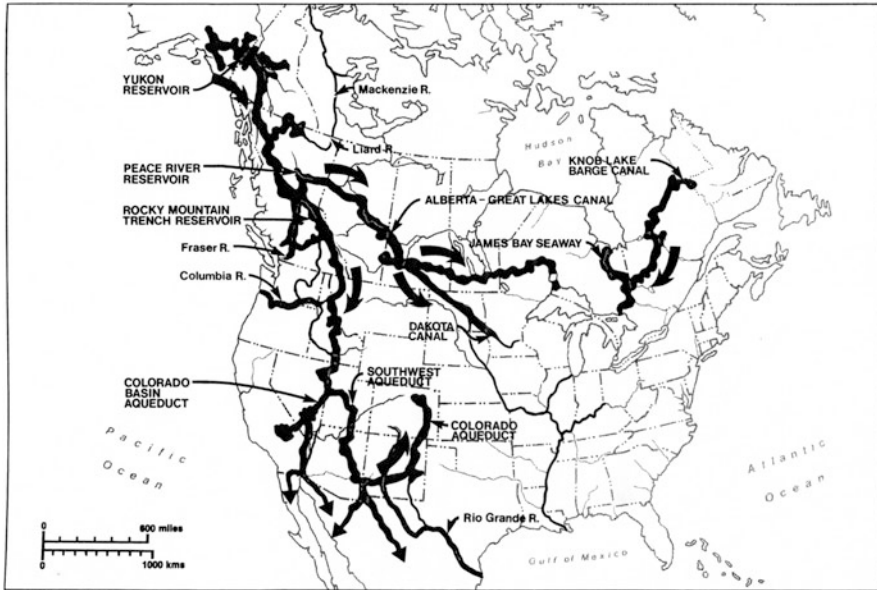 YUKON
RESERVOIR
Mackenzie R.
Liard R.
Hudson
Bay
KNOB LAKE
BARGE CANAL
PEACE RIVER
RESERVOIR
ALBERTA – GREAT LAKES CANAL
ROCKY MOUNTAIN
TRENCH RESERVOIR
JAMES BAY SEAWAY
Fraser R.
Columbia R.
DAKOTA
CANAL
SOUTHWEST
AQUEDUCT
COLORADO
BASIN
AQUEDUCT
COLORADO
AQUEDUCT
Pacific
Ocean
Atlantic
Ocean
Rio Grande R.
Gulf of Mexico
0 600 miles
0 1000 kms